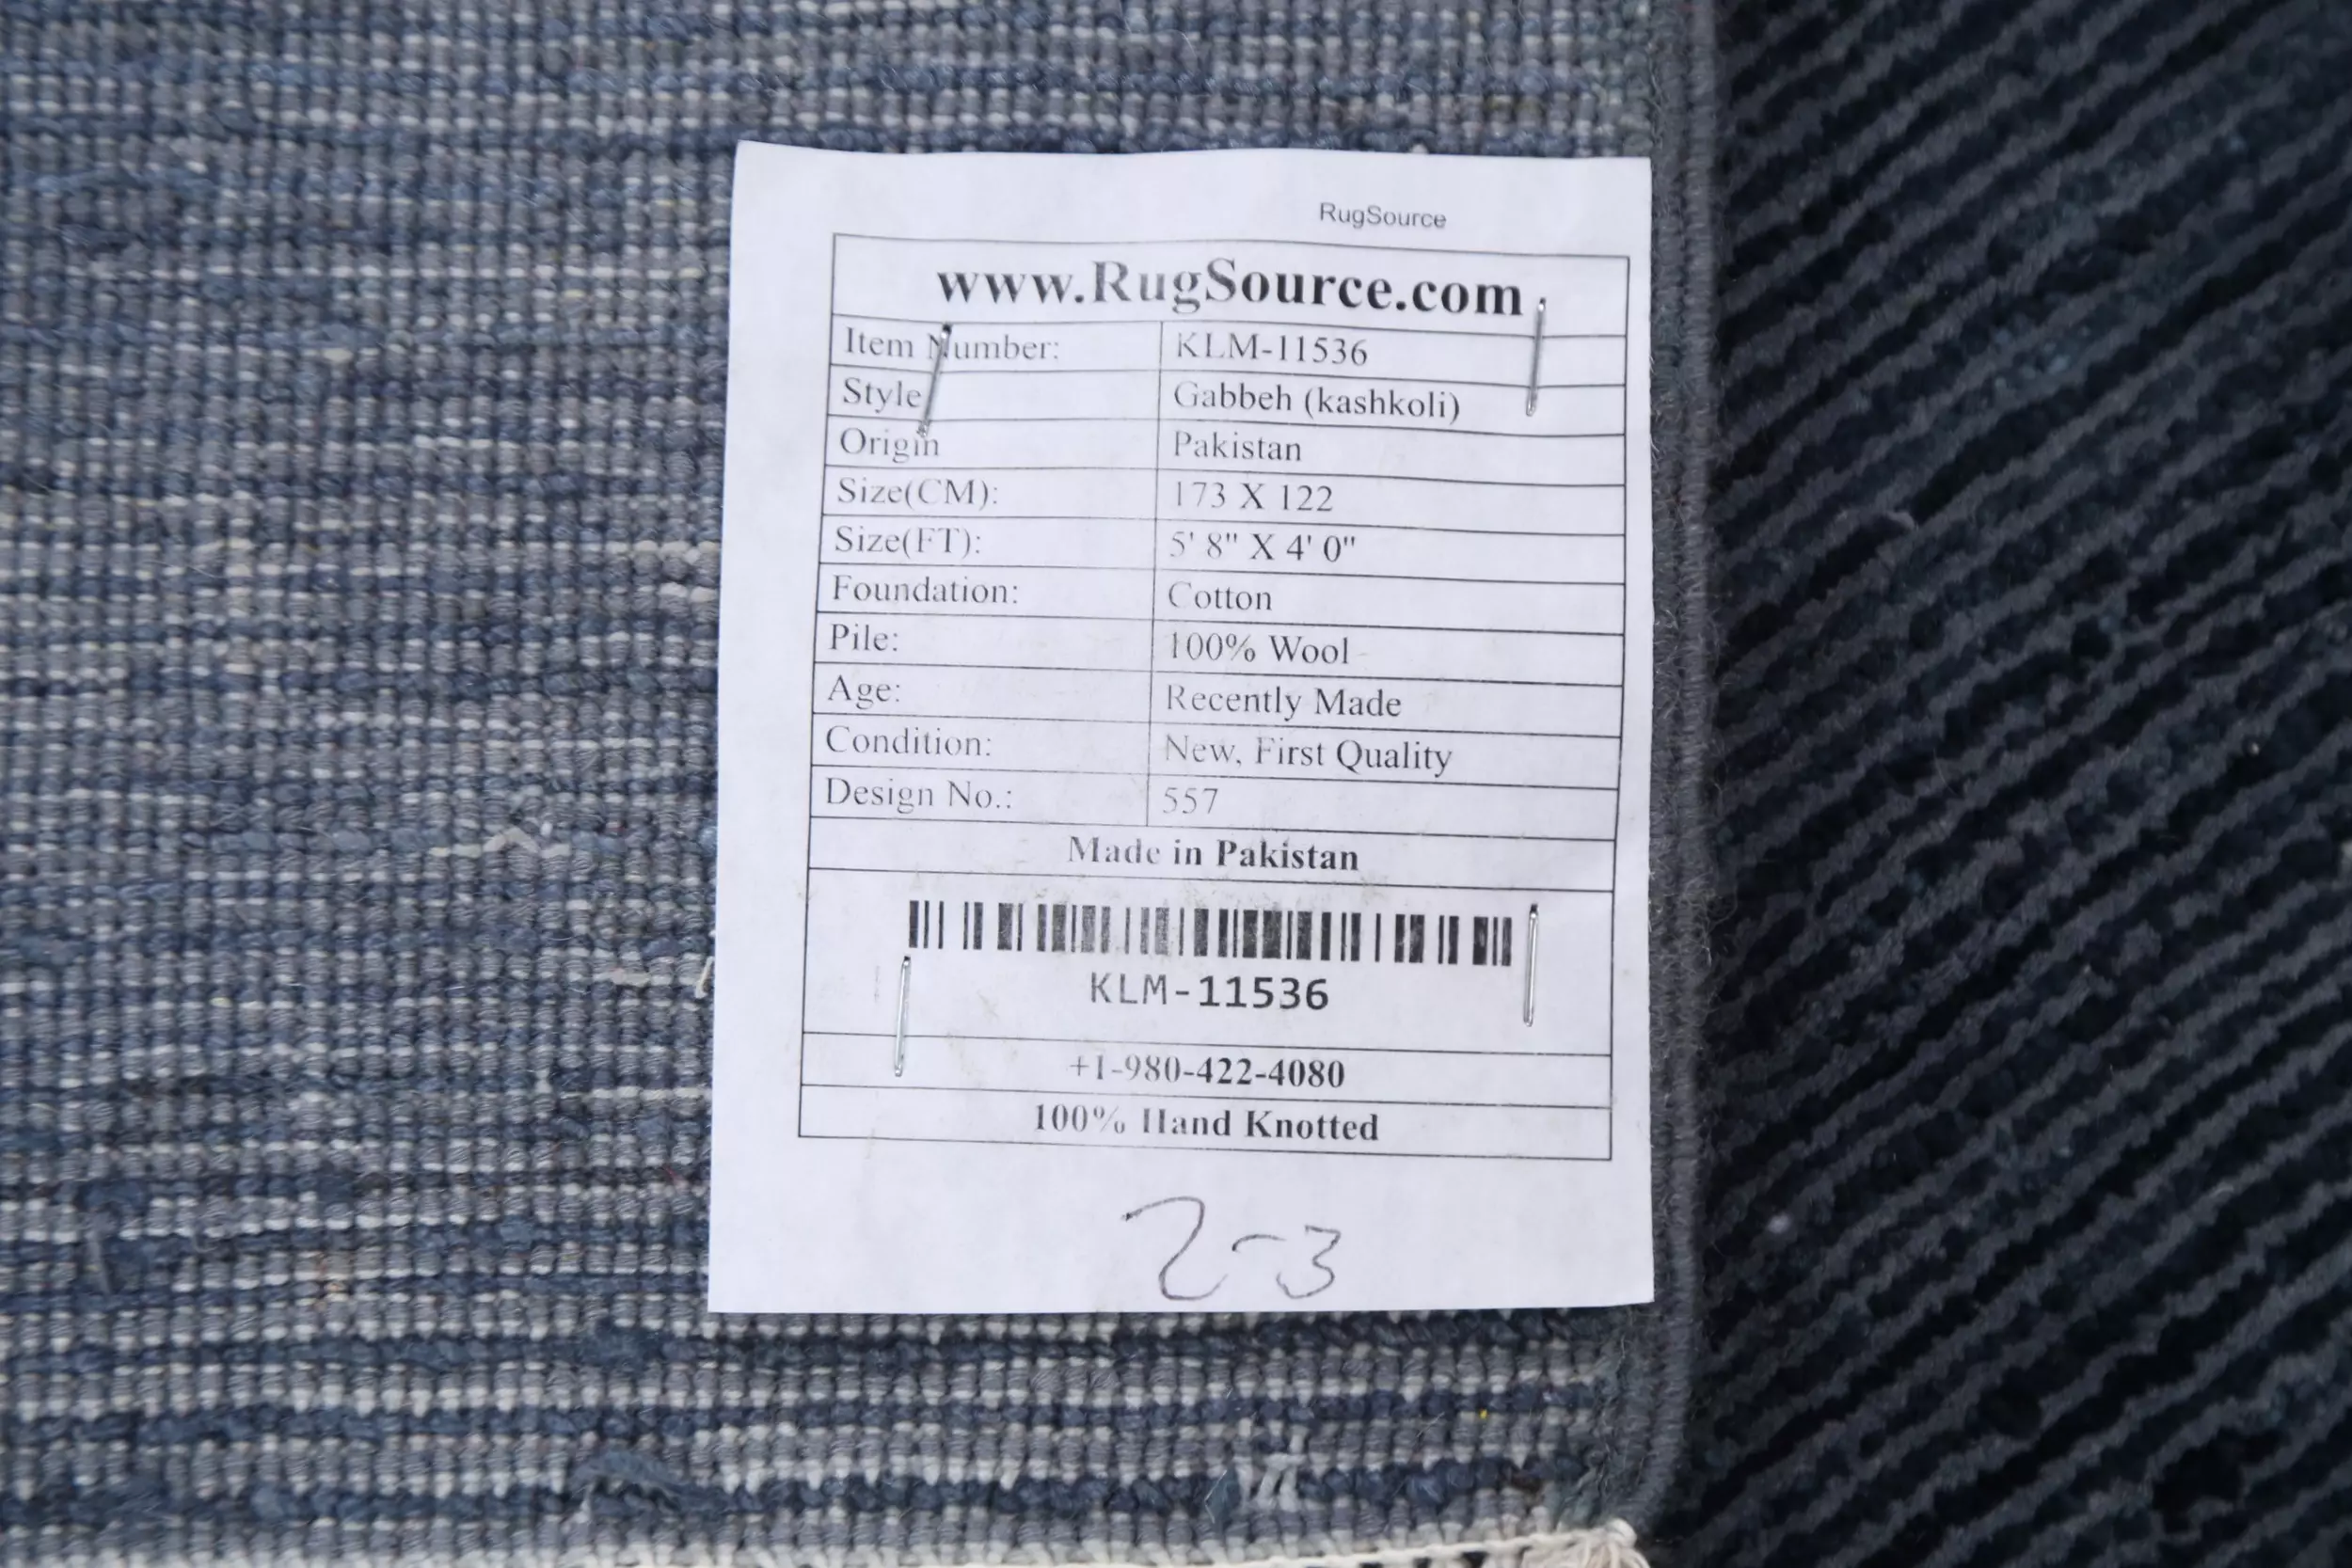 RugSource
www.RugSource.com
Item Number: KLM-11536
Style Gabbeh (kashkoli)
Origin Pakistan
Size(CM): 173 X 122
Size(FT): 5' 8" X 4' 0"
Foundation: Cotton
Pile: 100% Wool
Age: Recently Made
Condition: New, First Quality
Design No.: 557
Made in Pakistan
KLM-11536
+1-980-422-4080
100% Hand Knotted
2-3